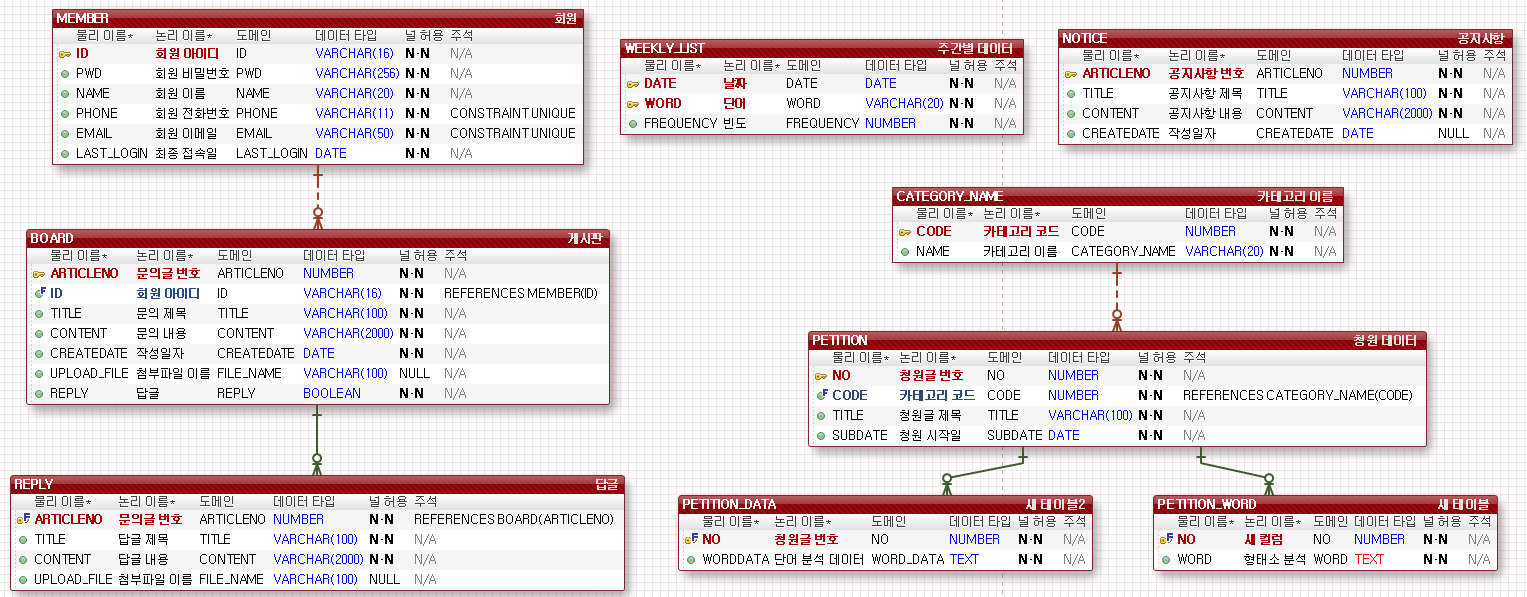 MEMBER 회원
물리 이름* 논리 이름* 도메인 데이터 타입 널 허용 주석
ID 회원 아이디 ID VARCHAR(16) N·N N/A
PWD 회원 비밀번호 PWD VARCHAR(256) N·N N/A
NAME 회원 이름 NAME VARCHAR(20) N·N N/A
PHONE 회원 전화번호 PHONE VARCHAR(11) N·N CONSTRAINT UNIQUE
EMAIL 회원 이메일 EMAIL VARCHAR(50) N·N CONSTRAINT UNIQUE
LAST_LOGIN 최종 접속일 LAST_LOGIN DATE N·N N/A
WEEKLY_LIST 주간별 데이터
물리 이름* 논리 이름* 도메인 데이터 타입 널 허용 주석
DATE 날짜 DATE DATE N·N N/A
WORD 단어 WORD VARCHAR(20) N·N N/A
FREQUENCY 빈도 FREQUENCY NUMBER N·N N/A
NOTICE 공지사항
물리 이름* 논리 이름* 도메인 데이터 타입 널 허용 주석
ARTICLENO 공지사항 번호 ARTICLENO NUMBER N·N N/A
TITLE 공지사항 제목 TITLE VARCHAR(100) N·N N/A
CONTENT 공지사항 내용 CONTENT VARCHAR(2000) N·N N/A
CREATEDATE 작성일자 CREATEDATE DATE NULL N/A
BOARD 게시판
물리 이름* 논리 이름* 도메인 데이터 타입 널 허용 주석
ARTICLENO 문의글 번호 ARTICLENO NUMBER N·N N/A
ID 회원 아이디 ID VARCHAR(16) N·N REFERENCES MEMBER(ID)
TITLE 문의 제목 TITLE VARCHAR(100) N·N N/A
CONTENT 문의 내용 CONTENT VARCHAR(2000) N·N N/A
CREATEDATE 작성일자 CREATEDATE DATE N·N N/A
UPLOAD_FILE 첨부파일 이름 FILE_NAME VARCHAR(100) NULL N/A
REPLY 답글 REPLY BOOLEAN N·N N/A
CATEGORY_NAME 카테고리 이름
물리 이름* 논리 이름* 도메인 데이터 타입 널 허용 주석
CODE 카테고리 코드 CODE NUMBER N·N N/A
NAME 카테고리 이름 CATEGORY_NAME VARCHAR(20) N·N N/A
PETITION 청원 데이터
물리 이름* 논리 이름* 도메인 데이터 타입 널 허용 주석
NO 청원글 번호 NO NUMBER N·N N/A
CODE 카테고리 코드 CODE NUMBER N·N REFERENCES CATEGORY_NAME(CODE)
TITLE 청원글 제목 TITLE VARCHAR(100) N·N N/A
SUBDATE 청원 시작일 SUBDATE DATE N·N N/A
REPLY 답글
물리 이름* 논리 이름* 도메인 데이터 타입 널 허용 주석
ARTICLENO 문의글 번호 ARTICLENO NUMBER N·N REFERENCES BOARD(ARTICLENO)
TITLE 답글 제목 TITLE VARCHAR(100) N·N N/A
CONTENT 답글 내용 CONTENT VARCHAR(2000) N·N N/A
UPLOAD_FILE 첨부파일 이름 FILE_NAME VARCHAR(100) NULL N/A
PETITION_DATA 새 테이블2
물리 이름* 논리 이름* 도메인 데이터 타입 널 허용 주석
NO 청원글 번호 NO NUMBER N·N N/A
WORDDATA 단어 분석 데이터 WORD_DATA TEXT N·N N/A
PETITION_WORD 새 테이블
물리 이름* 논리 이름* 도메인 데이터 타입 널 허용 주석
NO 새 컬럼 NO NUMBER N·N N/A
WORD 형태소 분석 WORD TEXT N·N N/A